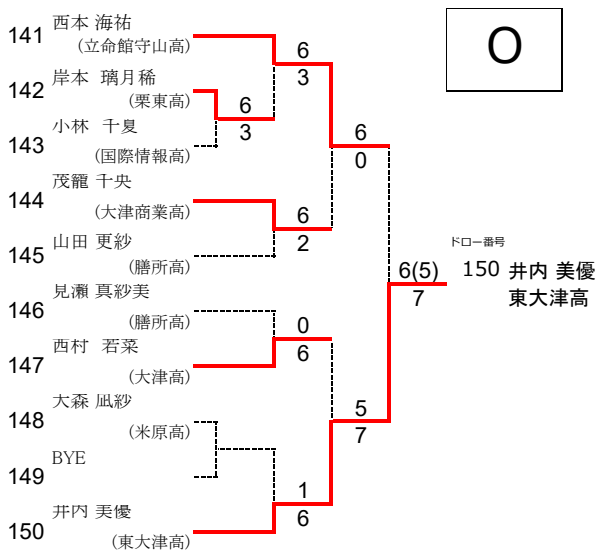 O
141 西本 海祐
(立命館守山高)
6
3
142 岸本 璃月稀
(栗東高)
6
3
143 小林 千夏
(国際情報高)
6
0
144 茂籠 千央
(大津商業高)
6
2
145 山田 更紗
(膳所高)
ドロー番号
6(5)
7
150 井内 美優
東大津高
146 見瀬 真紗美
(膳所高)
0
6
147 西村 若菜
(大津高)
148 大森 凪紗
(米原高)
5
7
149 BYE
1
6
150 井内 美優
(東大津高)